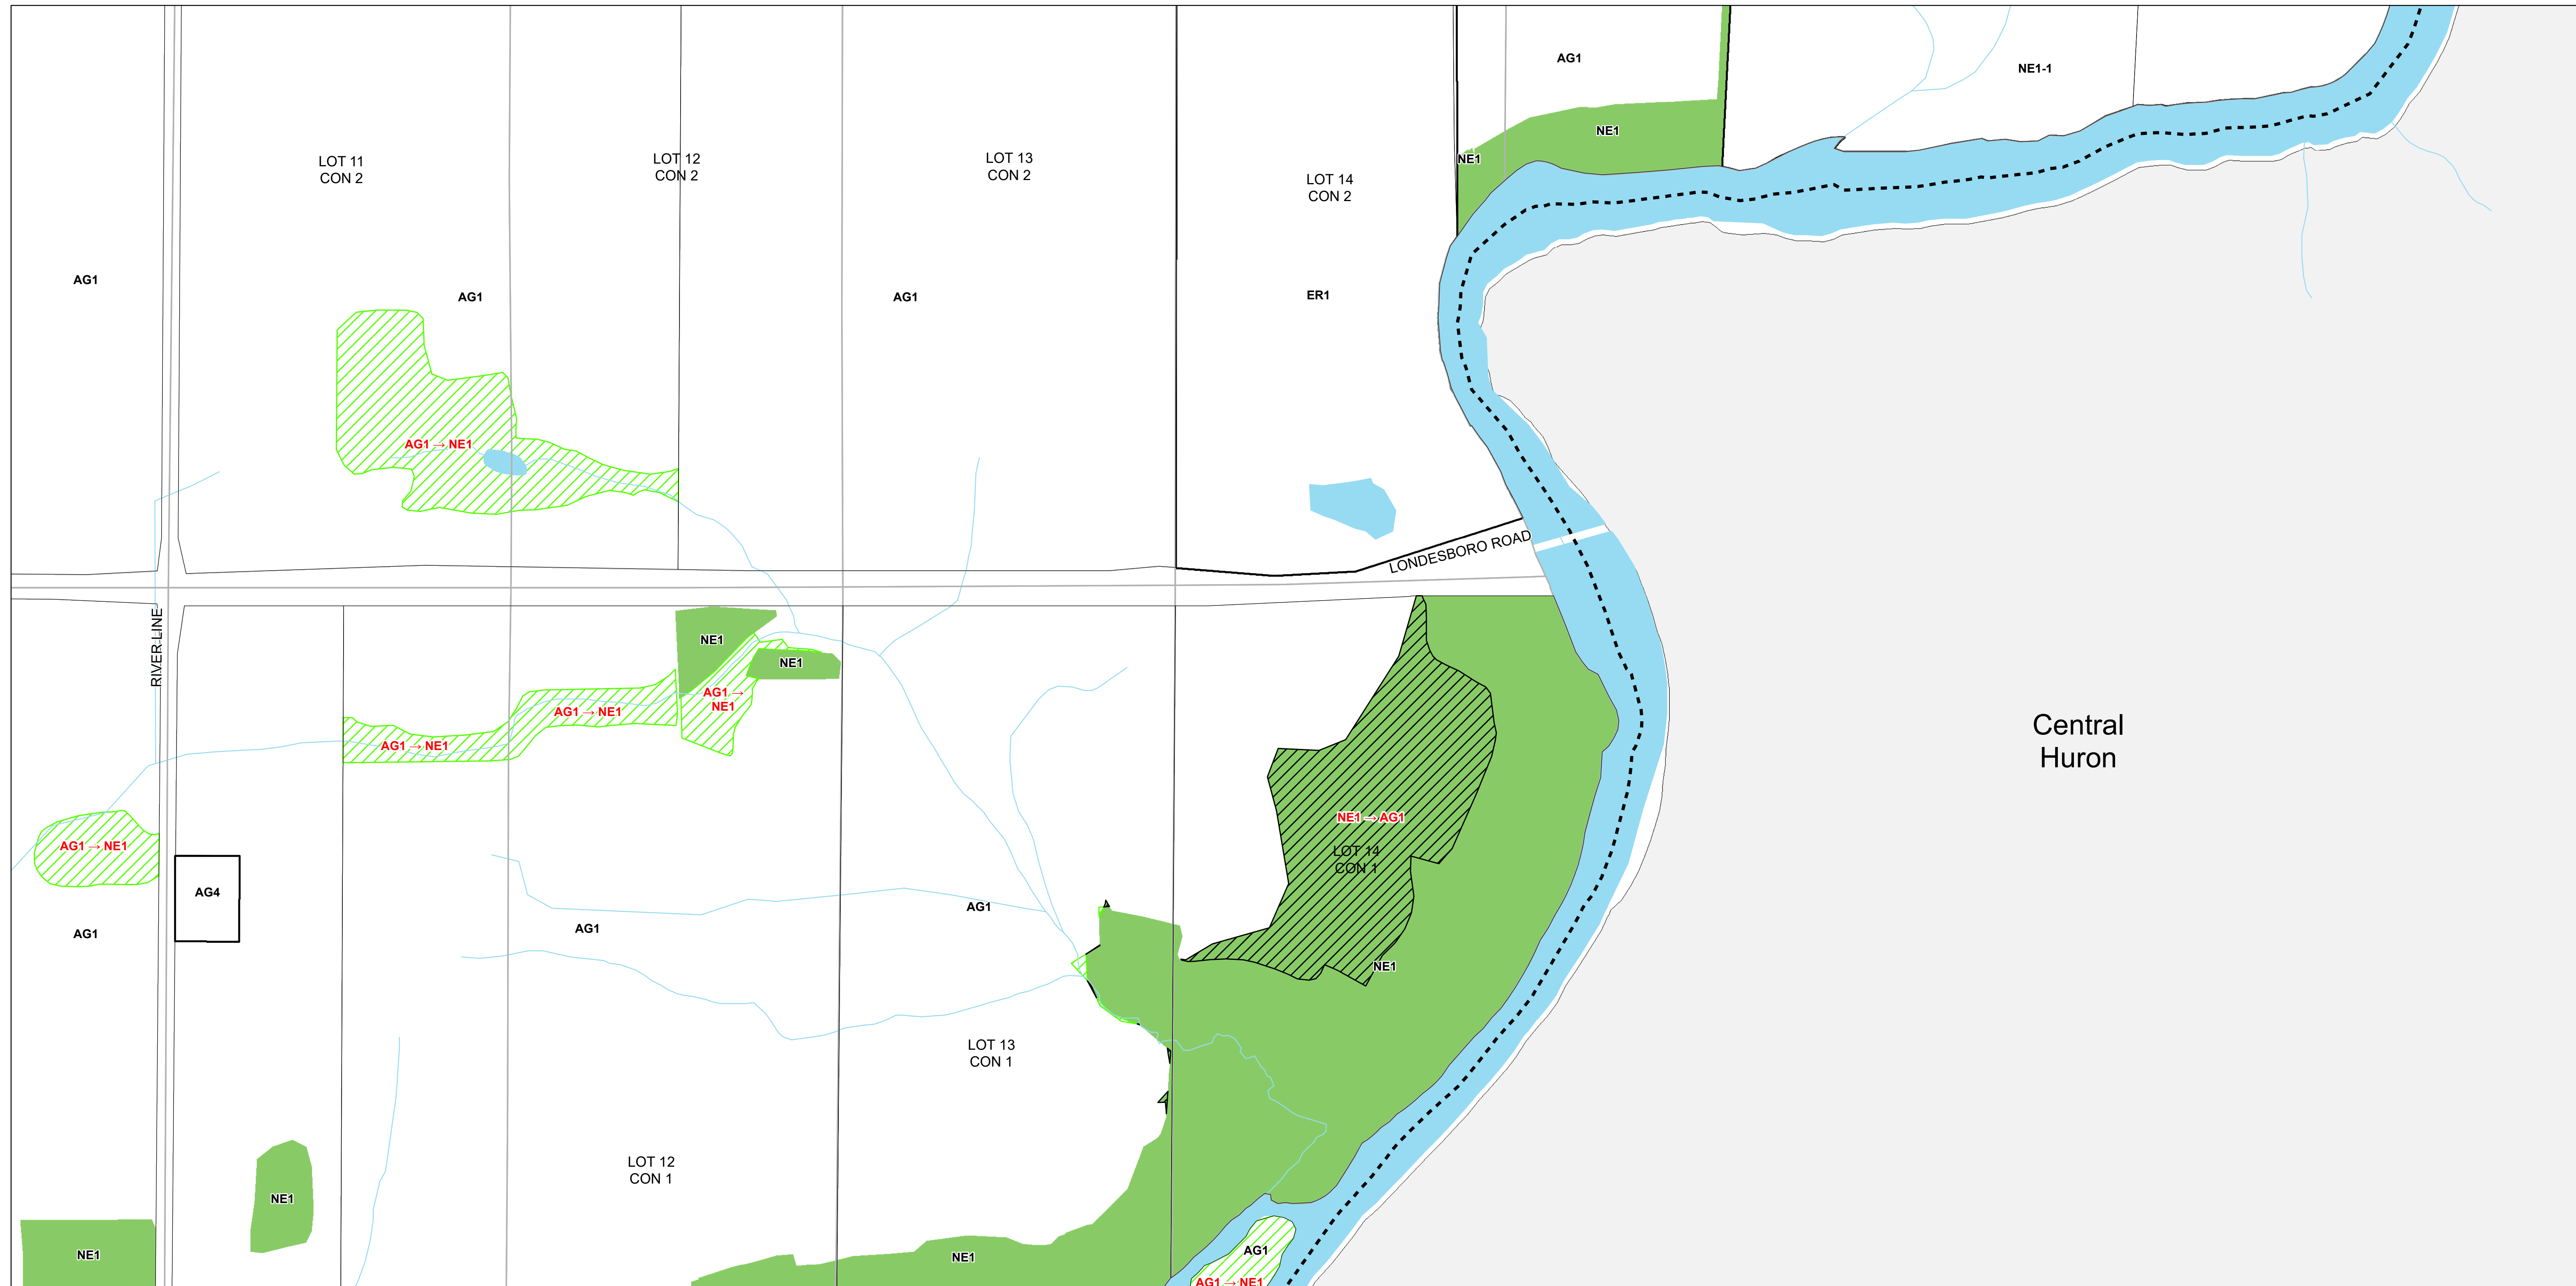 AG1
NE1-1
NE1
NE1
LOT 11
CON 2
LOT 12
CON 2
LOT 13
CON 2
LOT 14
CON 2
AG1
AG1
AG1
ER1
AG1 → NE1
LONDESBORO ROAD
RIVER LINE
NE1
NE1
AG1 →
NE1
AG1 → NE1
AG1 → NE1
Central
Huron
NE1 → AG1
LOT 14
CON 1
AG1 → NE1
AG4
AG1
AG1
AG1
NE1
LOT 13
CON 1
LOT 12
CON 1
NE1
NE1
NE1
AG1
AG1 → NE1